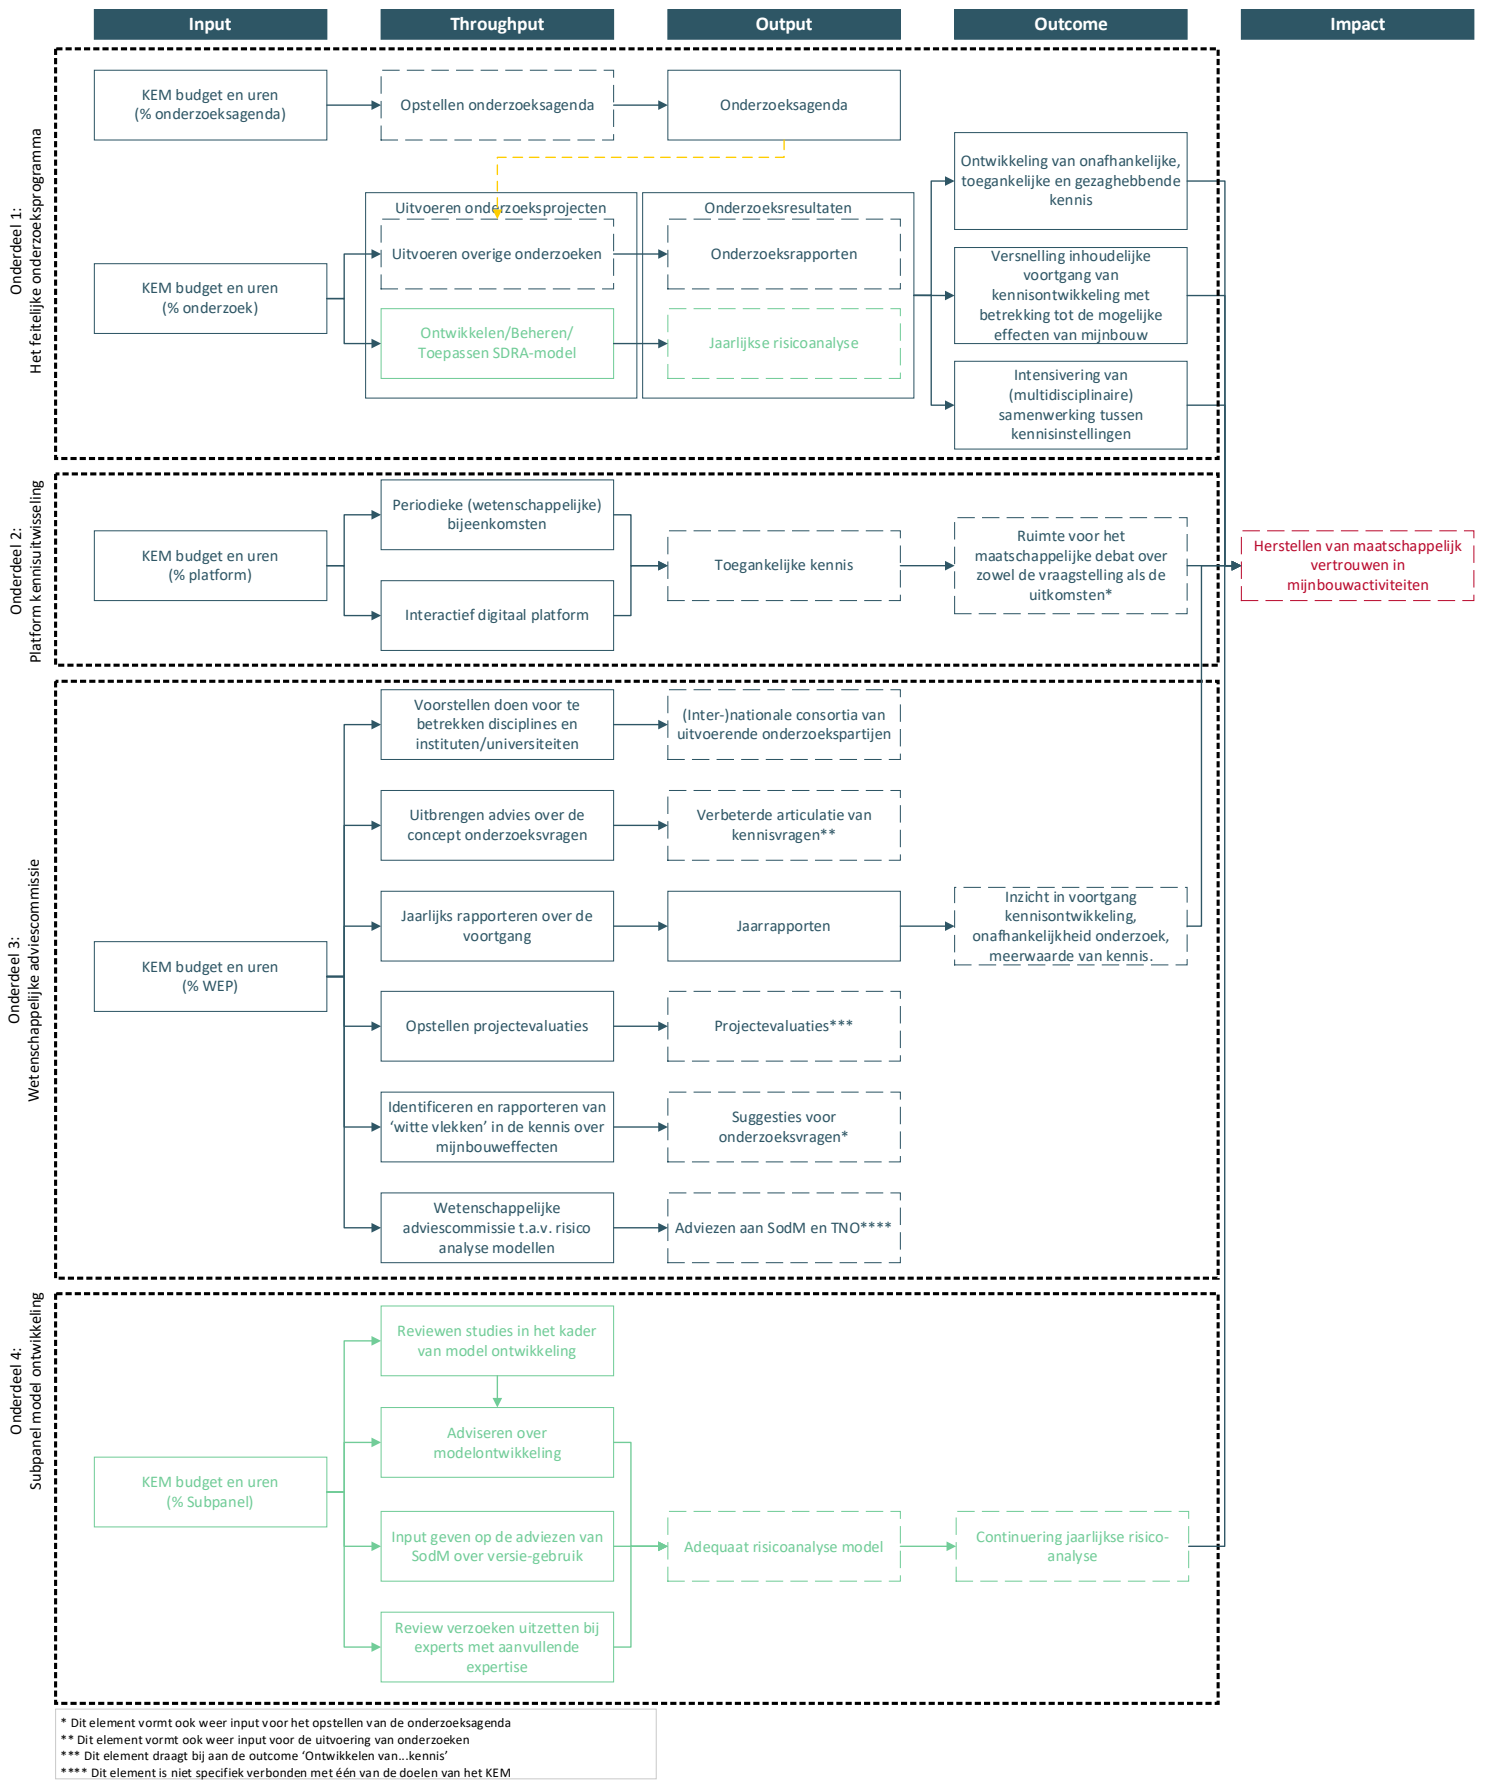 Input
Throughput
Output
Outcome
Impact
Onderdeel 1:
Het feitelijke onderzoeksprogramma
KEM budget en uren
(% onderzoeksagenda)
Opstellen onderzoeksagenda
Onderzoeksagenda
KEM budget en uren
(% onderzoek)
Uitvoeren onderzoeksprojecten
Uitvoeren overige onderzoeken
Ontwikkelen/Beheren/
Toepassen SDRA-model
Onderzoeksresultaten
Onderzoeksrapporten
Jaarlijkse risicoanalyse
Ontwikkeling van onafhankelijke,
toegankelijke en gezaghebbende
kennis
Versnelling inhoudelijke
voortgang van
kennisontwikkeling met
betrekking tot de mogelijke
effecten van mijnbouw
Intensivering van
(multidisciplinaire)
samenwerking tussen
kennisinstellingen
Onderdeel 2:
Platform kennisuitwisseling
KEM budget en uren
(% platform)
Periodieke (wetenschappelijke)
bijeenkomsten
Interactief digitaal platform
Toegankelijke kennis
Ruimte voor het
maatschappelijke debat over
zowel de vraagstelling als de
uitkomsten*
Herstellen van maatschappelijk
vertrouwen in
mijnbouwactiviteiten
Onderdeel 3:
Wetenschappelijke adviescommissie
KEM budget en uren
(% WEP)
Voorstellen doen voor te
betrekken disciplines en
instituten/universiteiten
(Inter-)nationale consortia van
uitvoerende onderzoekspartijen
Uitbrengen advies over de
concept onderzoeksvragen
Verbeterde articulatie van
kennisvragen**
Jaarlijks rapporteren over de
voortgang
Jaarrapporten
Inzicht in voortgang
kennisontwikkeling,
onafhankelijkheid onderzoek,
meerwaarde van kennis.
Opstellen projectevaluaties
Projectevaluaties***
Identificeren en rapporteren van
‘witte vlekken’ in de kennis over
mijnbouweffecten
Suggesties voor
onderzoeksvragen*
Wetenschappelijke
adviescommissie t.a.v. risico
analyse modellen
Adviezen aan SodM en TNO****
Onderdeel 4:
Subpanel model ontwikkeling
KEM budget en uren
(% Subpanel)
Reviewen studies in het kader
van model ontwikkeling
Adviseren over
modelontwikkeling
Input geven op de adviezen van
SodM over versie-gebruik
Review verzoeken uitzetten bij
experts met aanvullende
expertise
Adequaat risicoanalyse model
Continuering jaarlijkse risico-
analyse
* Dit element vormt ook weer input voor het opstellen van de onderzoeksagenda
** Dit element vormt ook weer input voor de uitvoering van onderzoeken
*** Dit element draagt bij aan de outcome ‘Ontwikkelen van...kennis’
**** Dit element is niet specifiek verbonden met één van de doelen van het KEM